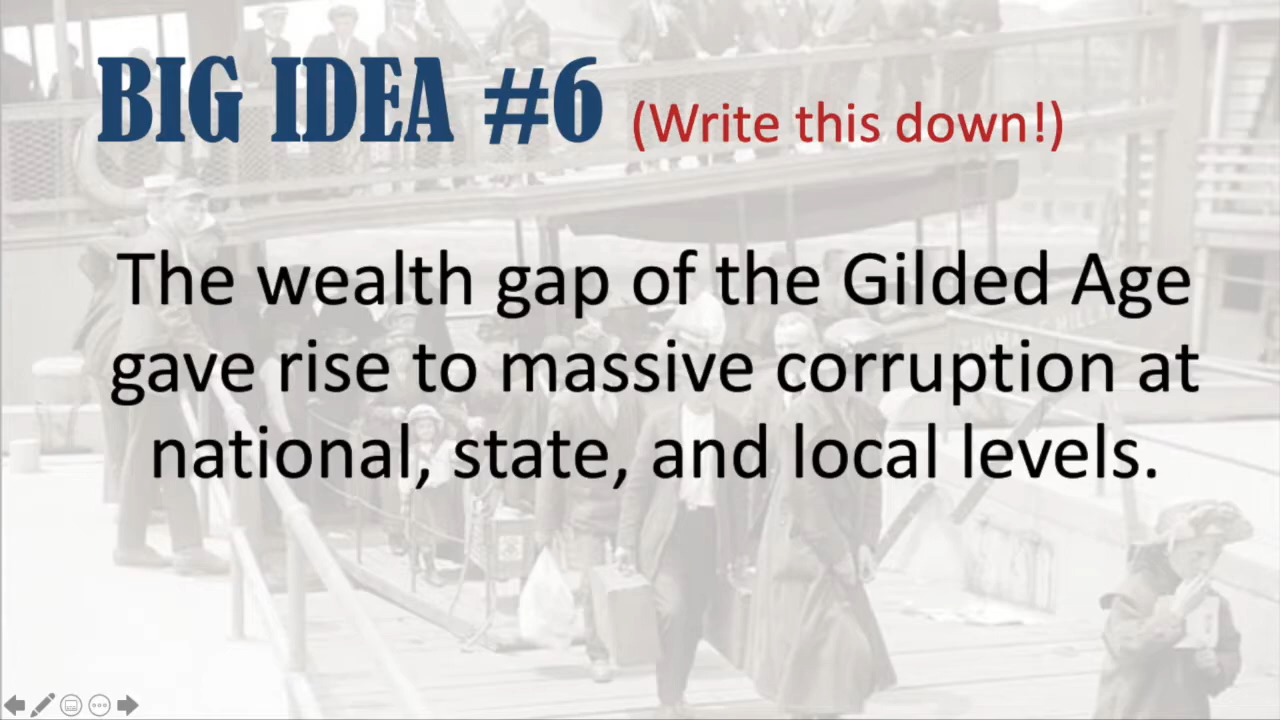 BIG IDEA #6 (Write this down!)
The wealth gap of the Gilded Age
gave rise to massive corruption at
national, state, and local levels.